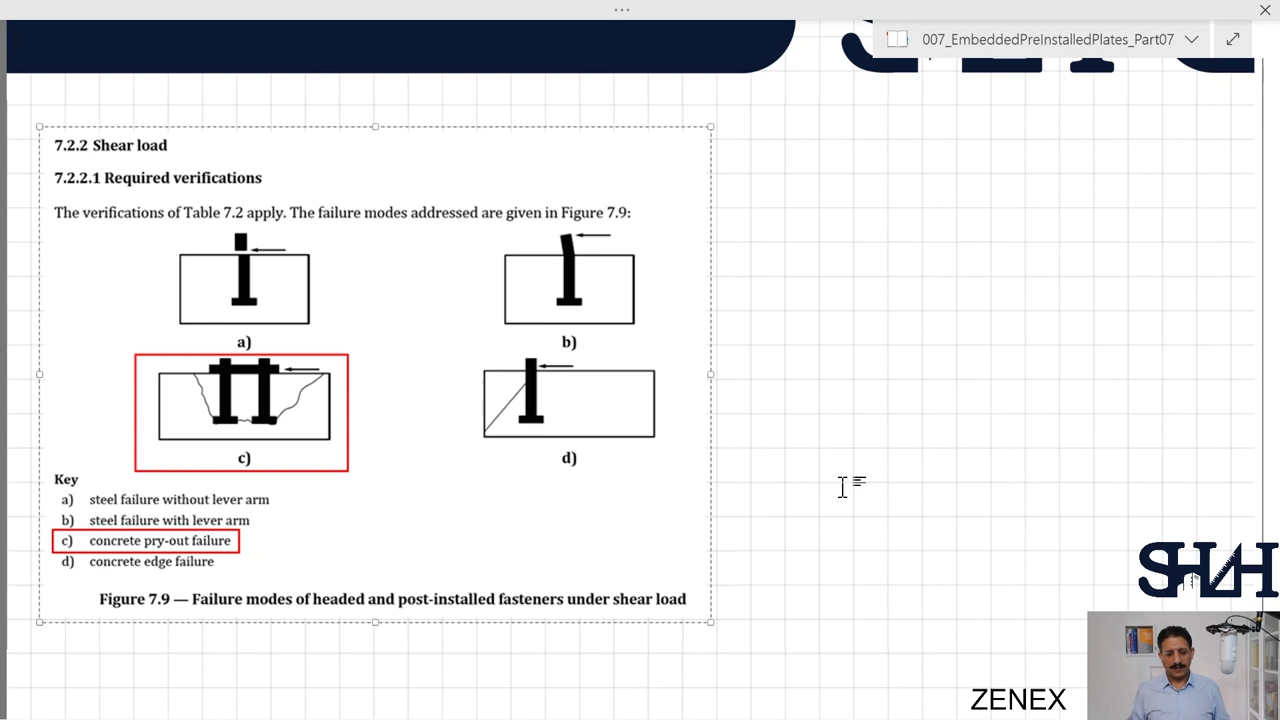 007_EmbeddedPreInstalledPlates_Part07
7.2.2 Shear load
7.2.2.1 Required verifications
The verifications of Table 7.2 apply. The failure modes addressed are given in Figure 7.9:
a)
b)
c)
d)
Key
a) steel failure without lever arm
b) steel failure with lever arm
c) concrete pry-out failure
d) concrete edge failure
Figure 7.9 — Failure modes of headed and post-installed fasteners under shear load
ZENEX